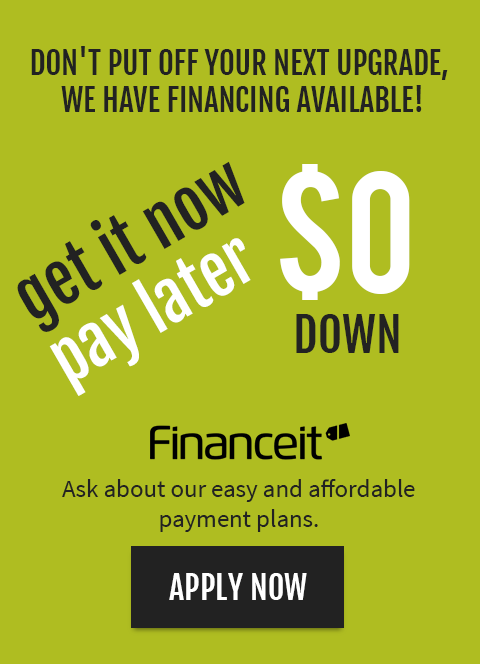 DON'T PUT OFF YOUR NEXT UPGRADE,
WE HAVE FINANCING AVAILABLE!
get it now
pay later
$0
DOWN
Financeit
Ask about our easy and affordable
payment plans.
APPLY NOW